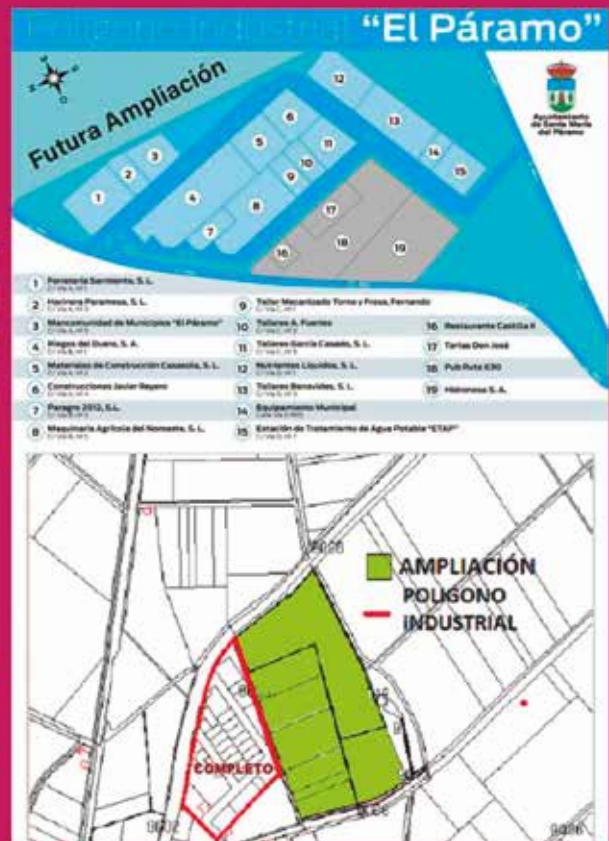 Polígono Industrial "El Páramo"
Futura Ampliación
Ayuntamiento
de Santa María
del Páramo
12
13
14
15
6
5
11
10
9
4
8
7
3
2
1
17
16
18
19
1 Ferretería Sarmiento, S. L.
2 Harinera Paramesa, S. L.
3 Mancomunidad de Municipios "El Páramo"
4 Riegos del Duero, S. A.
5 Materiales de Construcción Casasola, S. L.
6 Construcciones Javier Rayero
7 Paragro 2012, S.L.
8 Maquinaria Agrícola del Noroeste, S. L.
9 Taller Mecanizado Torno y Fresa, Fernando
10 Talleres A. Fuertes
11 Talleres García Casado, S. L.
12 Nutrientes Líquidos, S. L.
13 Talleres Benavides, S. L.
14 Equipamiento Municipal
15 Estación de Tratamiento de Agua Potable "ETAP"
16 Restaurante Castilla II
17 Tartas Don José
18 Pub Ruta 630
19 Hidronosa S. A.
AMPLIACIÓN
POLIGONO
INDUSTRIAL
COMPLETO